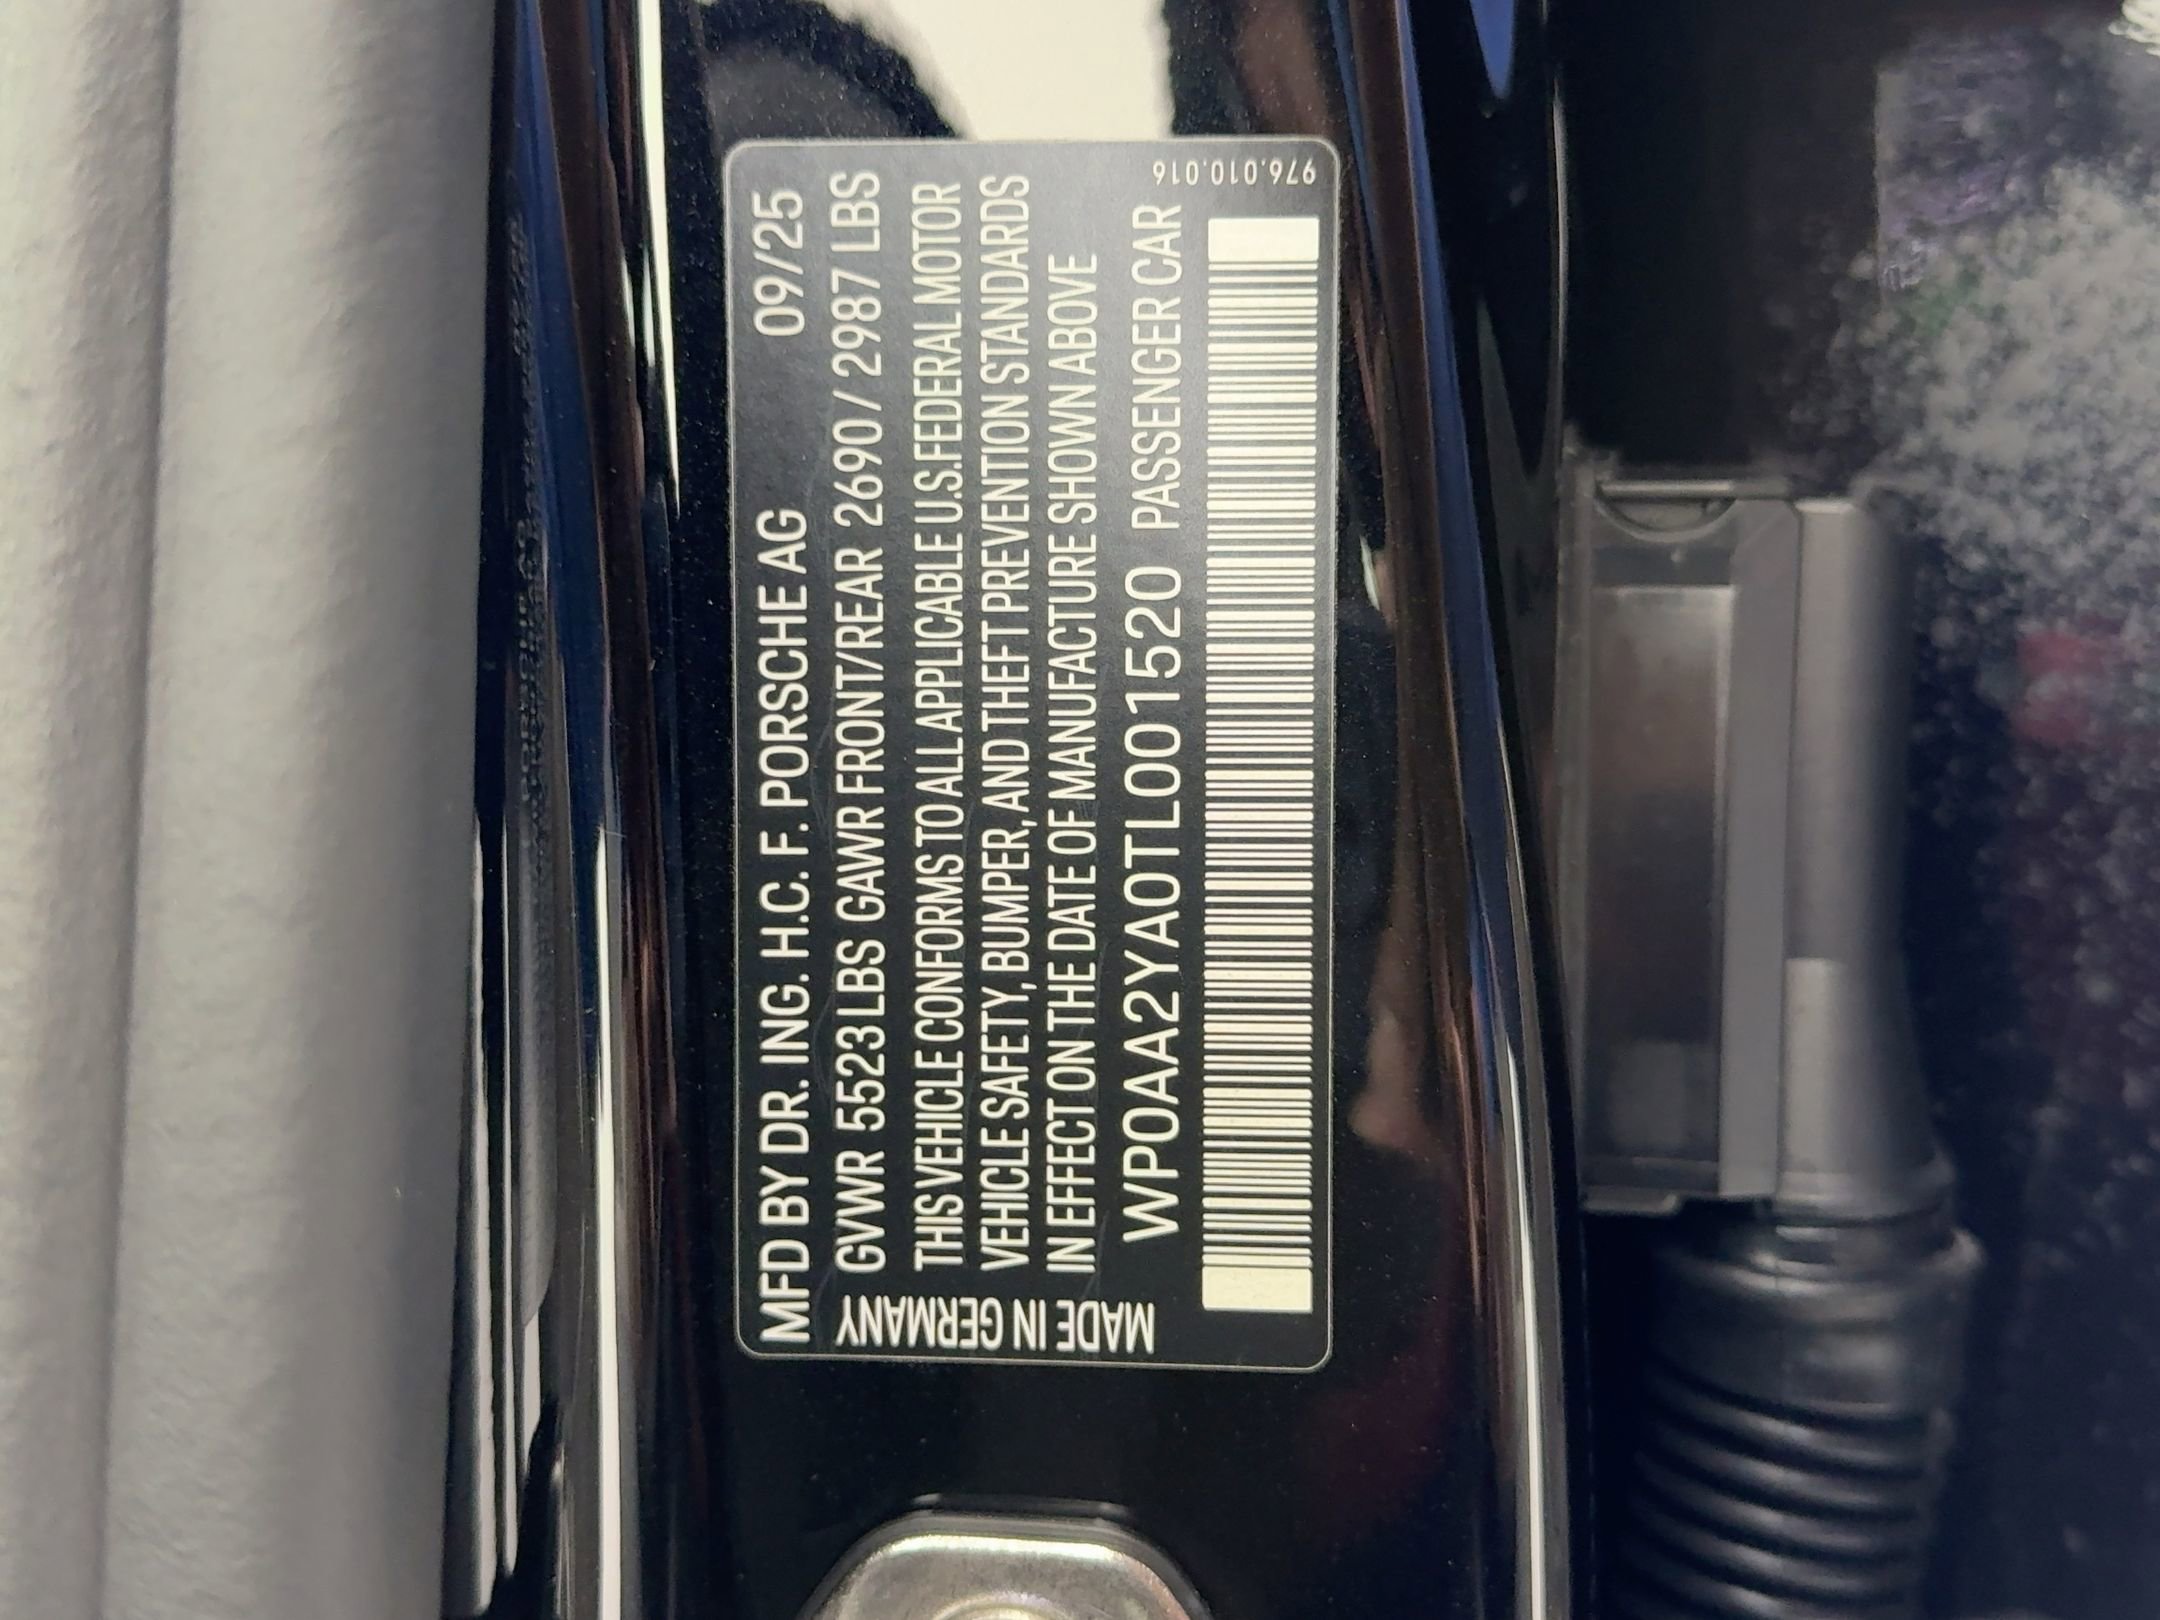 MFD BY DR. ING. H.C. F. PORSCHE AG 09/25
GVWR 5523 LBS GAWR FRONT/REAR 2690/2987 LBS
THIS VEHICLE CONFORMS TO ALL APPLICABLE U.S. FEDERAL MOTOR
VEHICLE SAFETY, BUMPER, AND THEFT PREVENTION STANDARDS
IN EFFECT ON THE DATE OF MANUFACTURE SHOWN ABOVE
WP0AA2YA0TL001520 PASSENGER CAR
MADE IN GERMANY
976.010.016